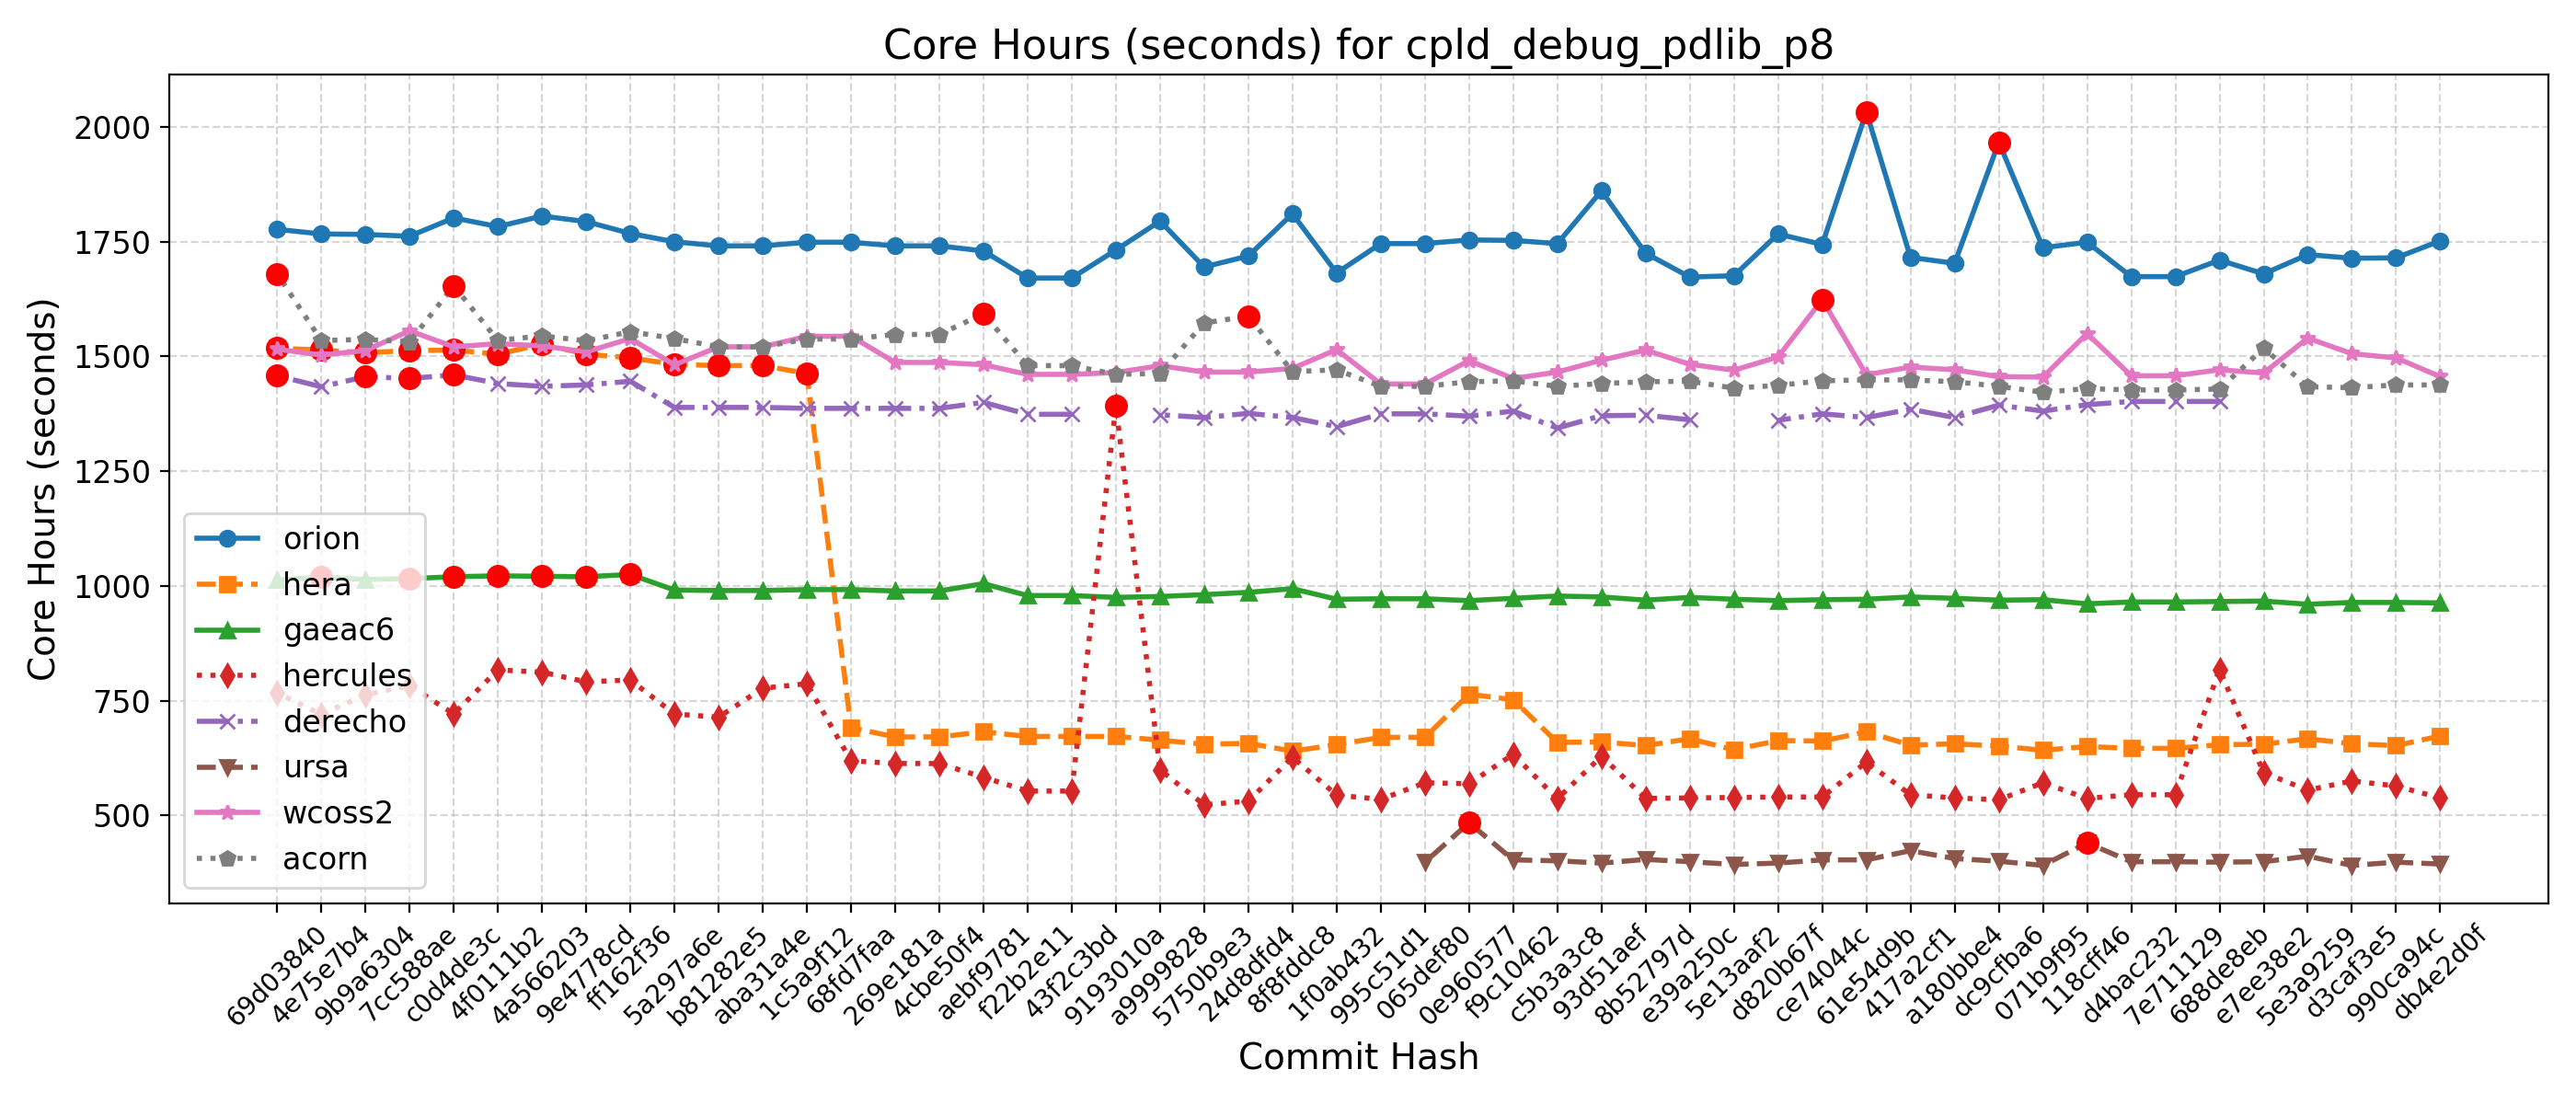 Core Hours (seconds) for cpld_debug_pdlib_p8
Core Hours (seconds)
2000
1750
1500
1250
1000
750
500
orion
hera
gaeac6
hercules
derecho
ursa
wcoss2
acorn
69d03840
4e75e7b4
9b9a6304
7cc588ae
c0d4de3c
4f0111b2
4a566203
9e4778cd
ff162f36
5a297a6e
b81282e5
aba31a4e
1c5a9f12
68fd7faa
269e181a
4cbe50f4
aebf9781
f22b2e11
43f2c3bd
9193010a
a9999828
5750b9e3
24d8dfd4
8f8fddc8
1f0ab432
995c51d1
065def80
0e960577
f9c10462
c5b3a3c8
93d51aef
8b52797d
e39a250c
5e13aaf2
d820b67f
ce74044c
61e54d9b
417a2cf1
a180bbe4
dc9cfba6
071b9f95
118cff46
d4bac232
7e711129
688de8eb
e7ee38e2
5e3a9259
d3caf3e5
990ca94c
db4e2d0f
Commit Hash